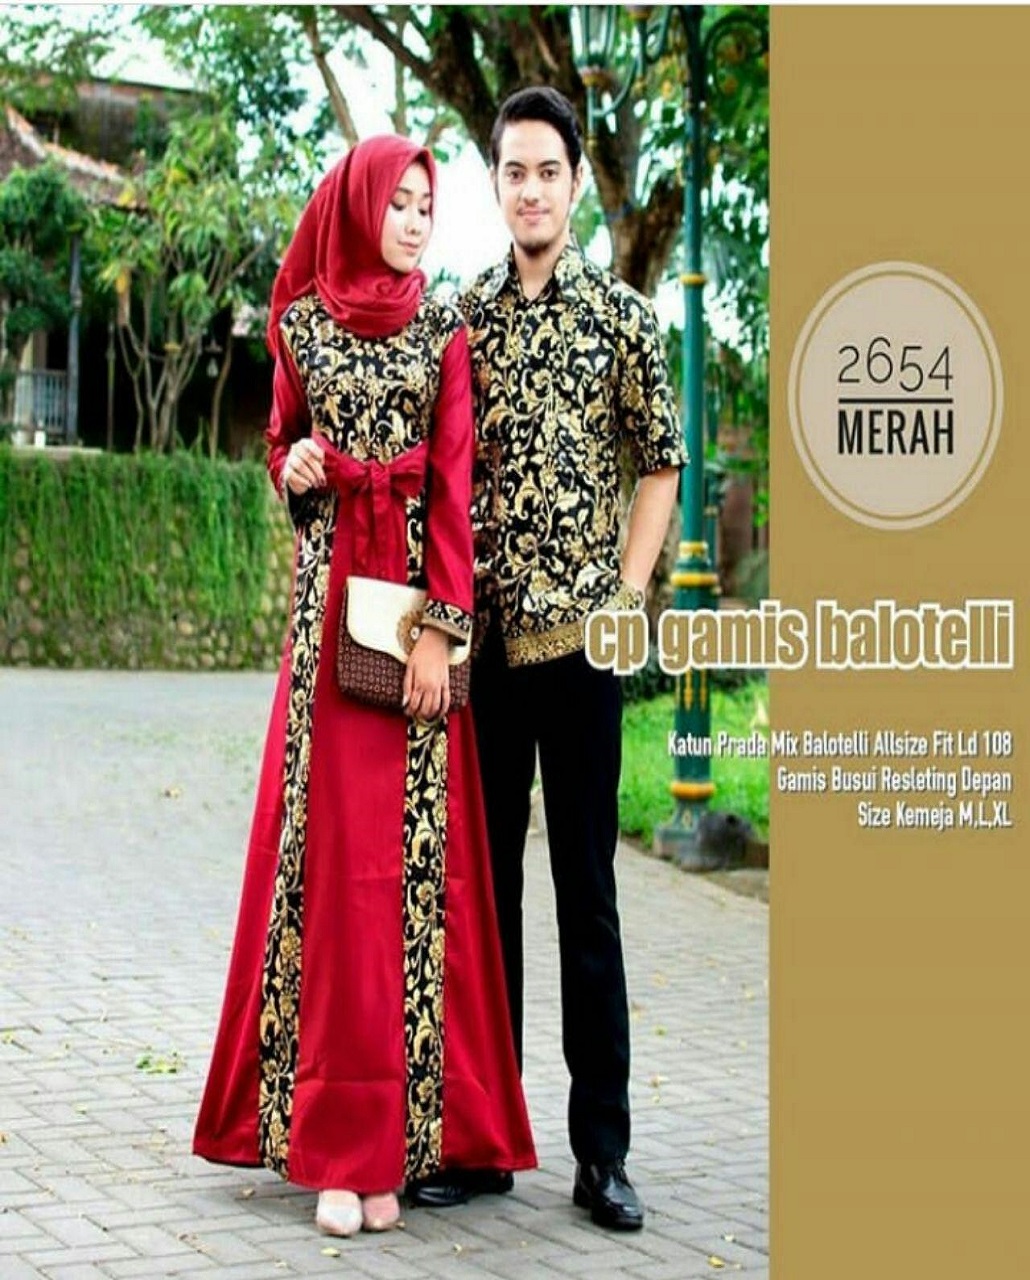 2654
MERAH
cp gamis balotelli
Katun Prada Mix Balotelli Allsize Fit Ld 108
Gamis Busui Resleting Depan
Size Kemeja M,L,XL